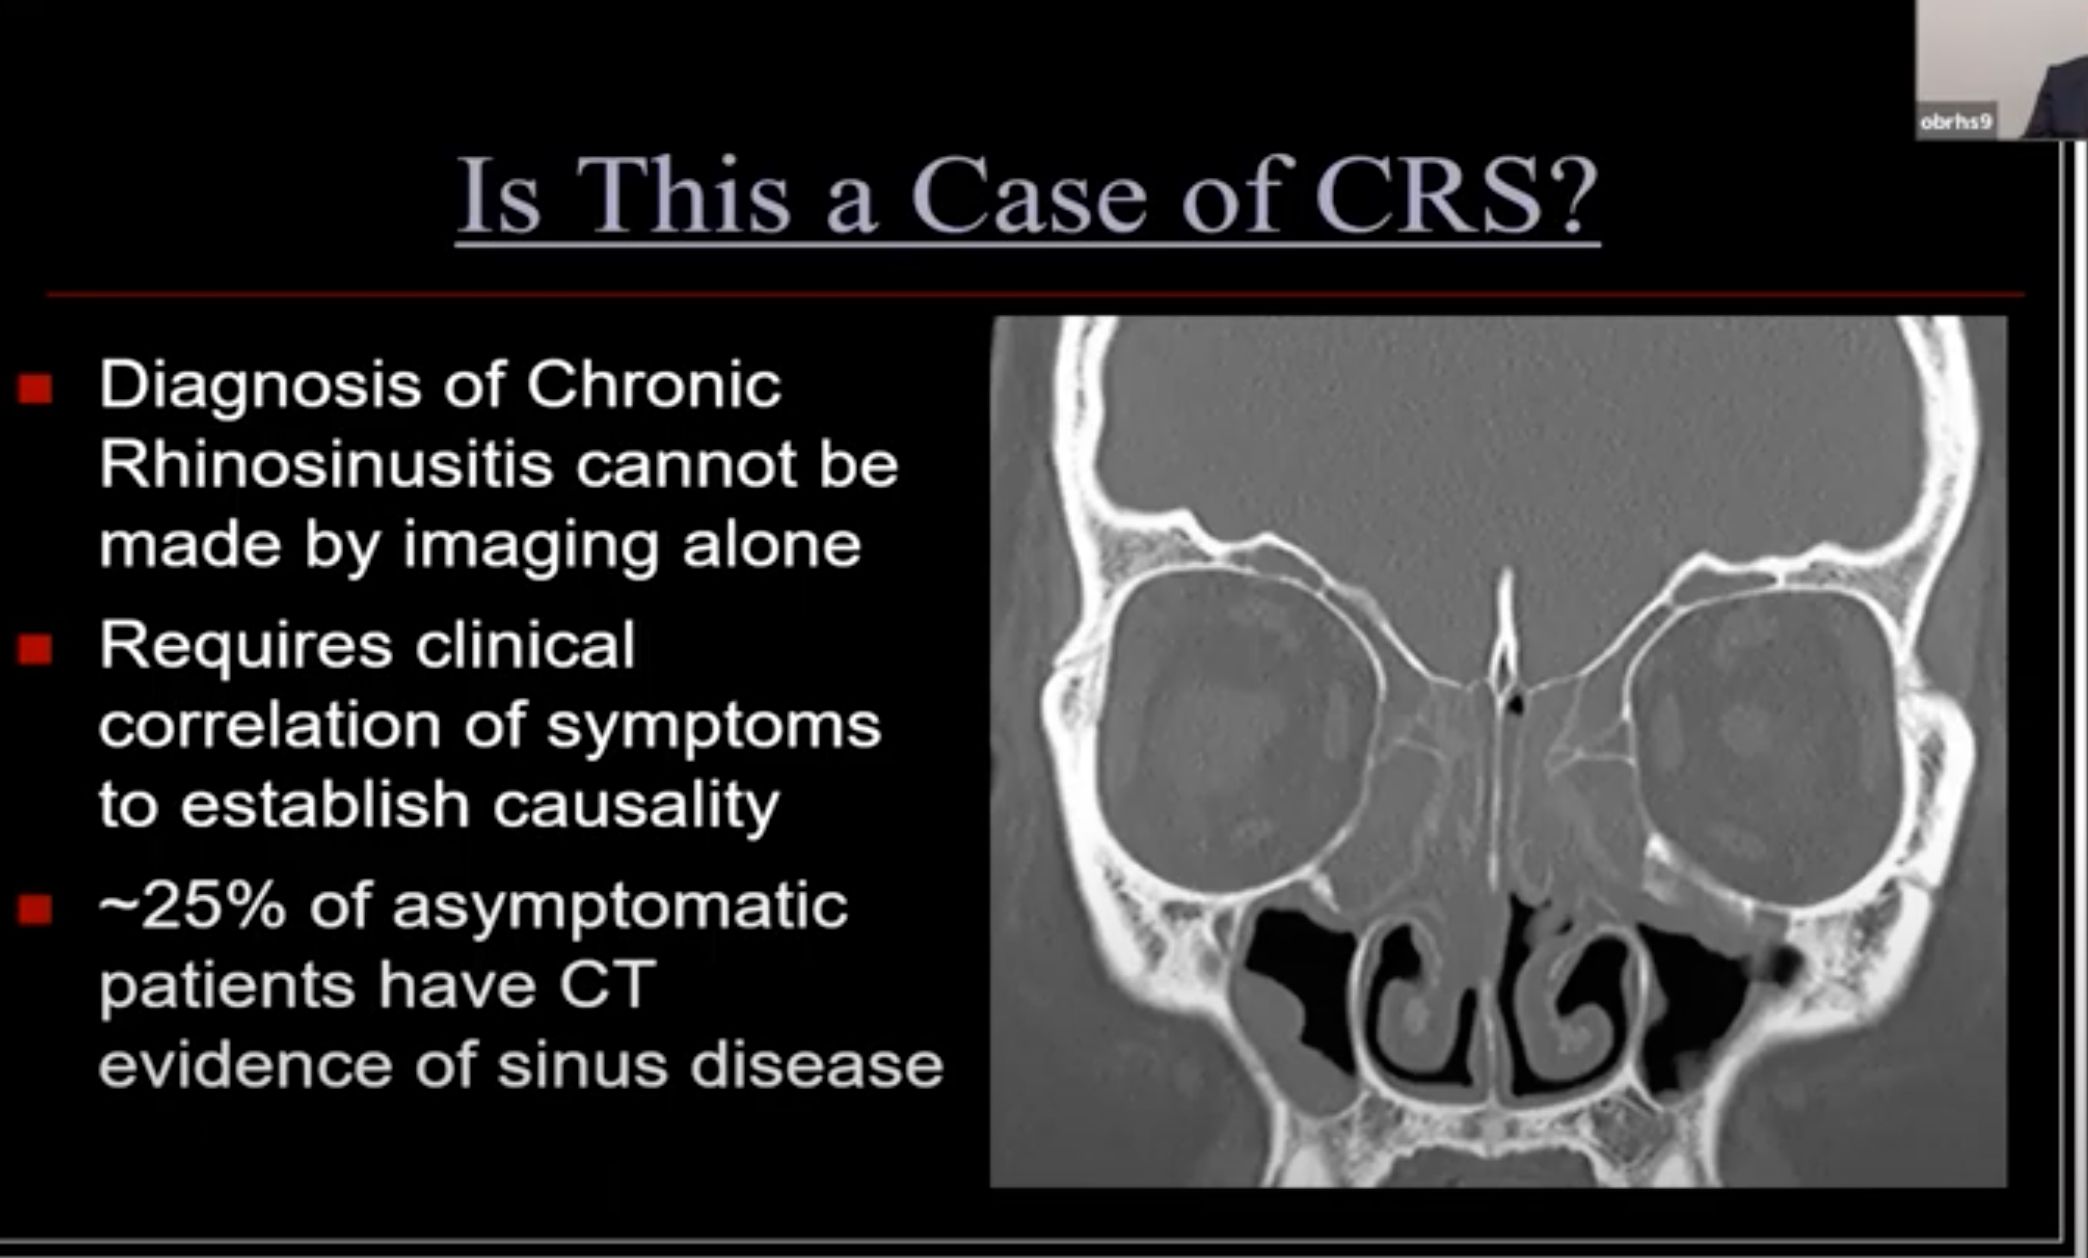 obrhs9
Is This a Case of CRS?
■ Diagnosis of Chronic
Rhinosinusitis cannot be
made by imaging alone
■ Requires clinical
correlation of symptoms
to establish causality
■ ~25% of asymptomatic
patients have CT
evidence of sinus disease